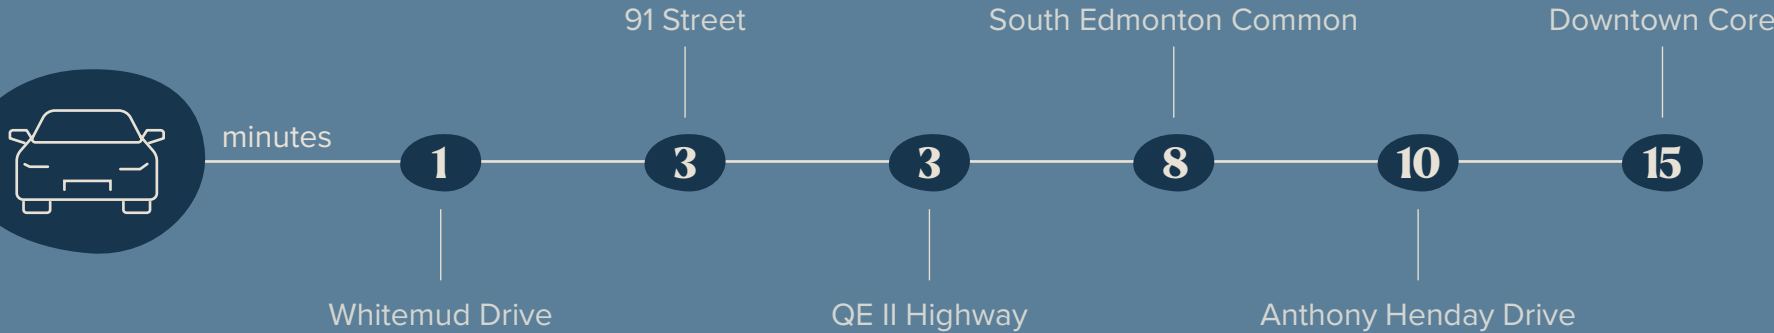 91 Street
South Edmonton Common
Downtown Core
minutes
1
3
3
8
10
15
Whitemud Drive
QE II Highway
Anthony Henday Drive